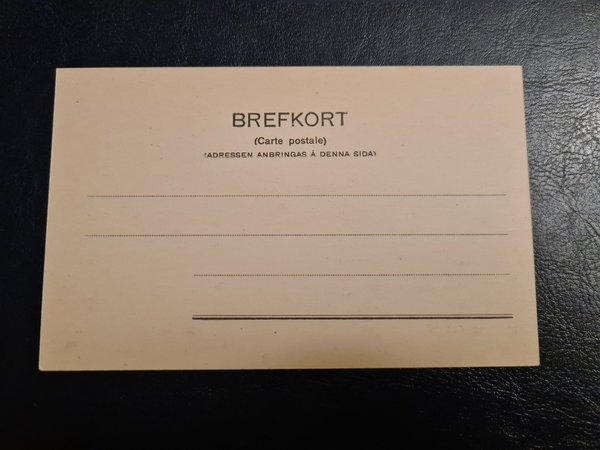 BREFKORT
(Carte postale)
(ADRESSEN ANBRINGAS Å DENNA SIDA)